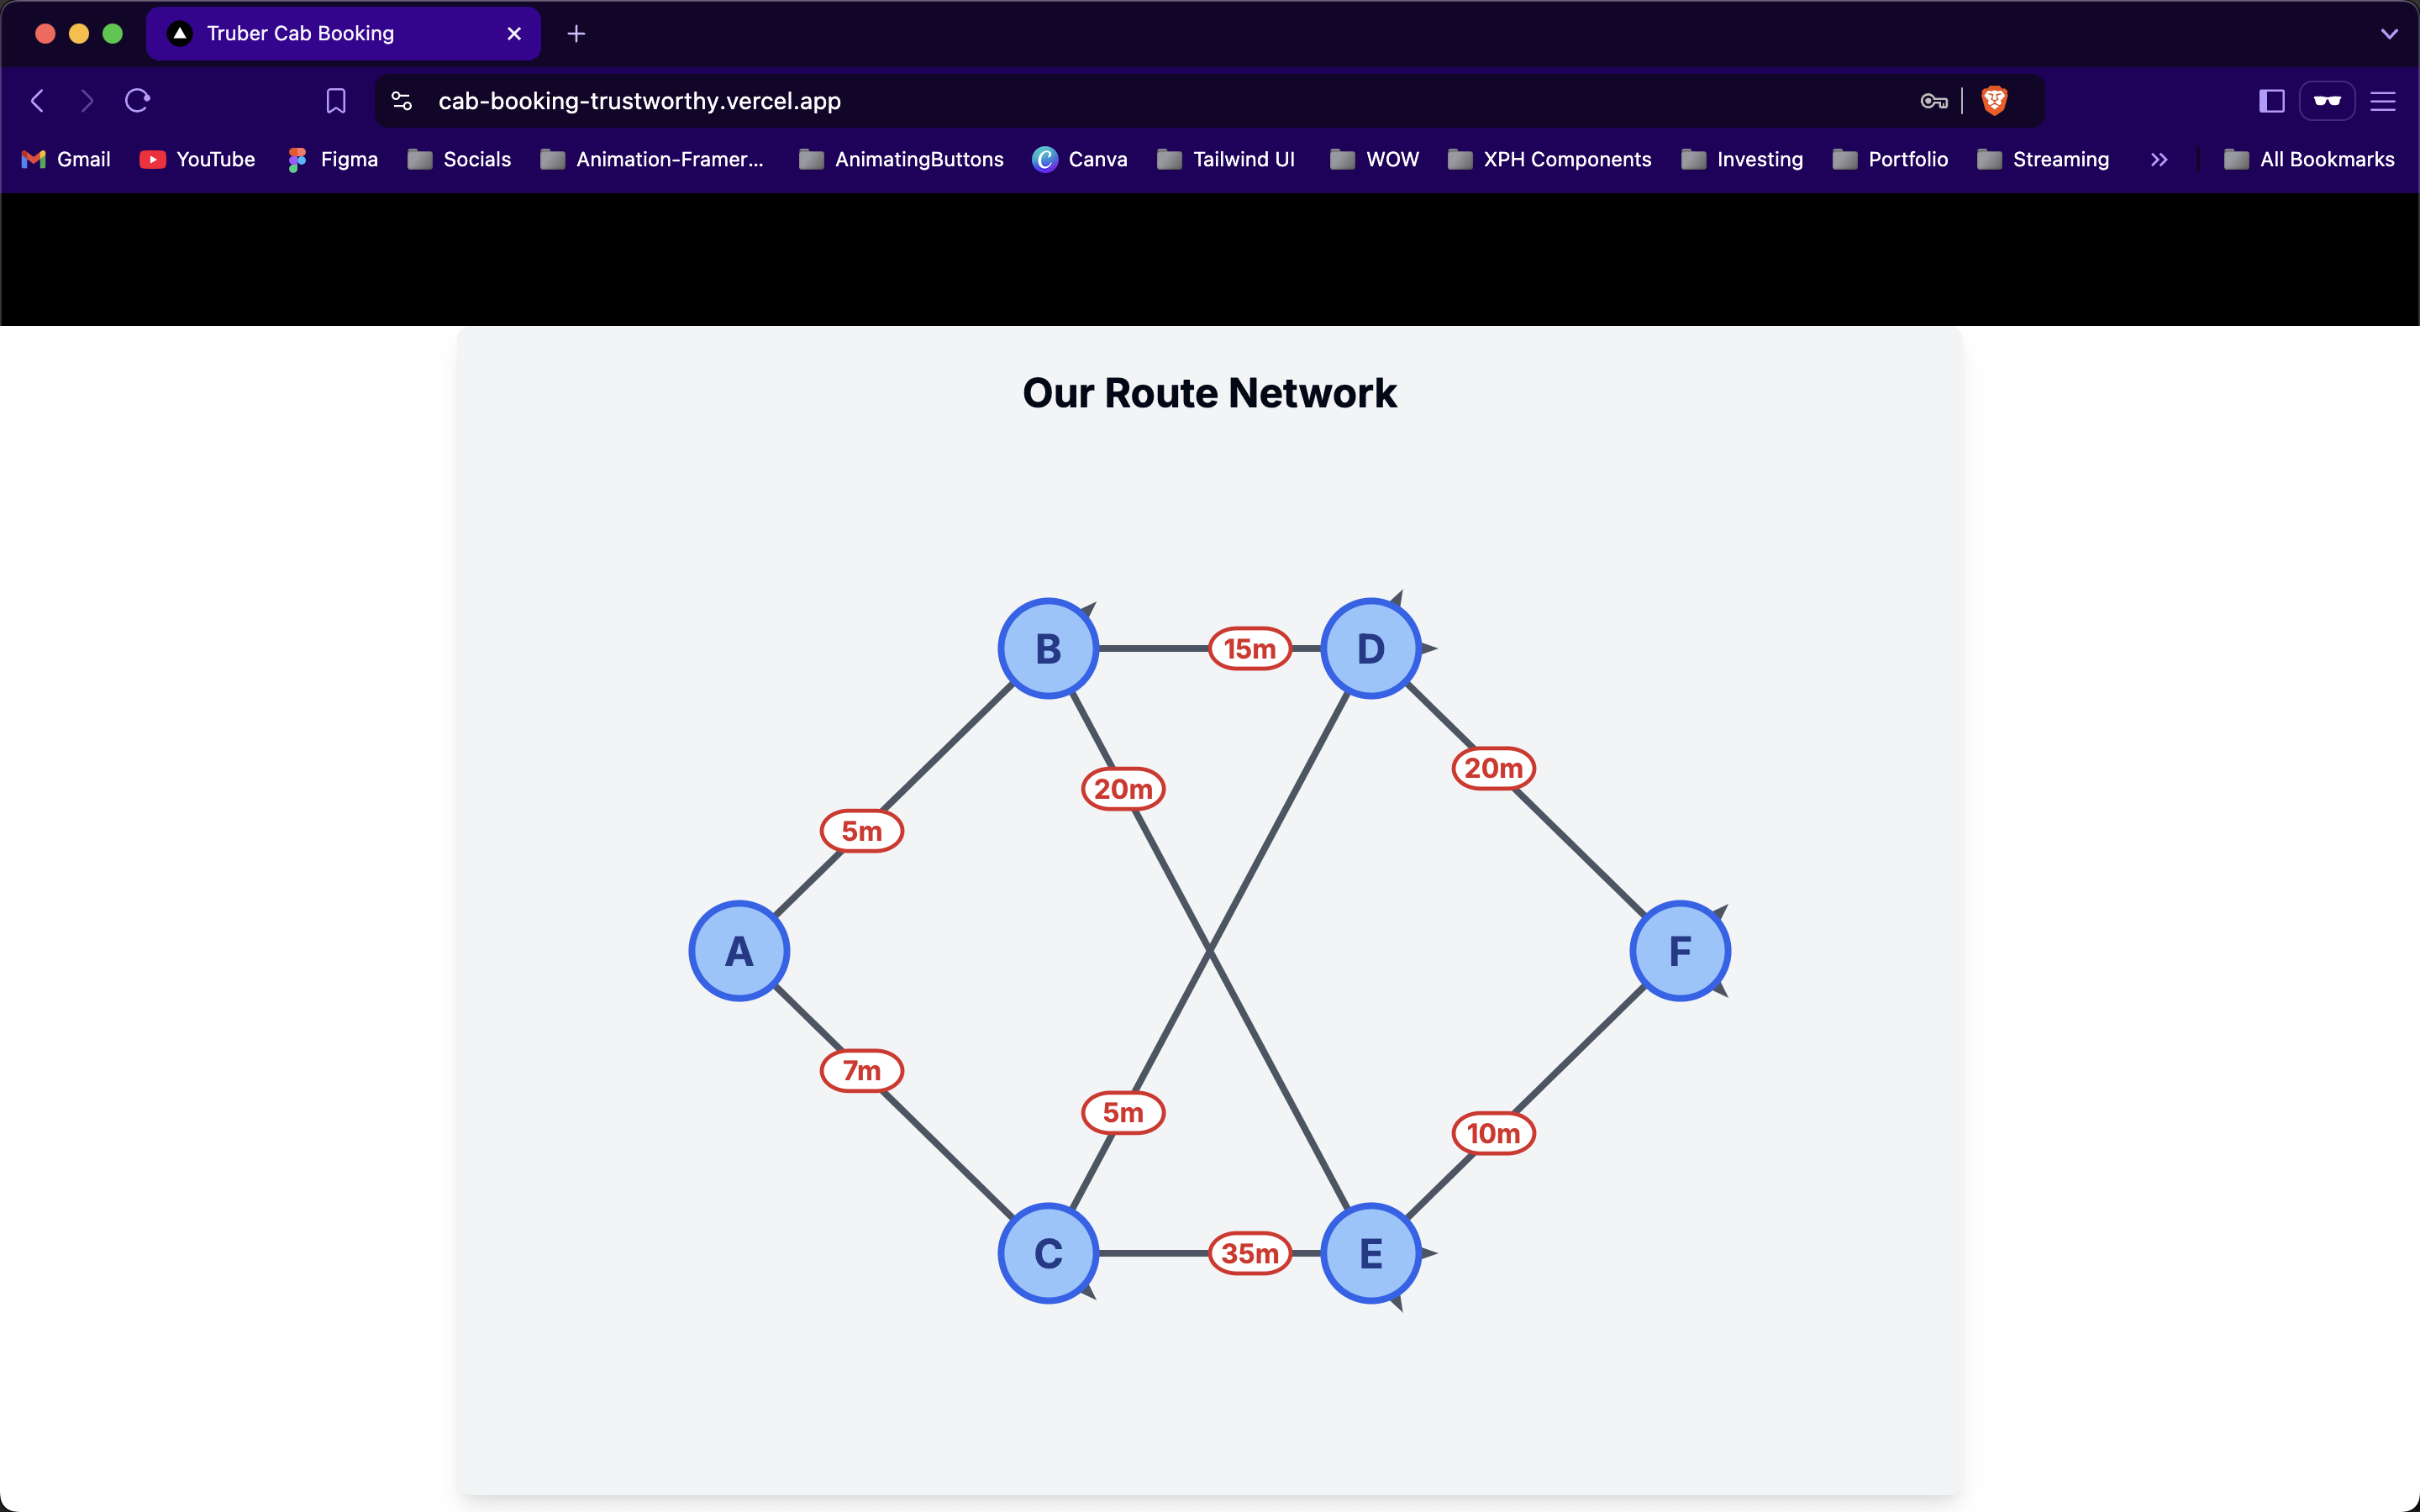 Truber Cab Booking
cab-booking-trustworthy.vercel.app
Gmail YouTube Figma Socials Animation-Framer... AnimatingButtons Canva Tailwind UI WOW XPH Components Investing Portfolio Streaming » All Bookmarks
Our Route Network
B 15m D
20m 20m
5m
A F
7m
5m 10m
C 35m E